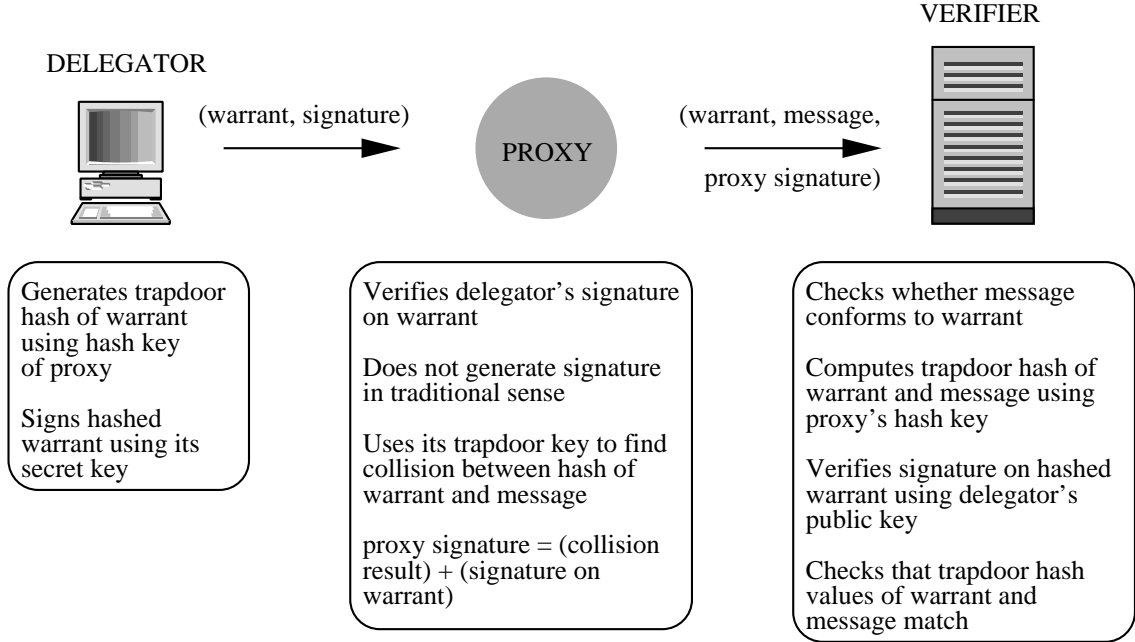 VERIFIER
DELEGATOR
(warrant, signature)
PROXY
(warrant, message,
proxy signature)
Generates trapdoor
hash of warrant
using hash key
of proxy
Signs hashed
warrant using its
secret key
Verifies delegator’s signature
on warrant
Does not generate signature
in traditional sense
Uses its trapdoor key to find
collision between hash of
warrant and message
proxy signature = (collision
result) + (signature on
warrant)
Checks whether message
conforms to warrant
Computes trapdoor hash of
warrant and message using
proxy’s hash key
Verifies signature on hashed
warrant using delegator’s
public key
Checks that trapdoor hash
values of warrant and
message match